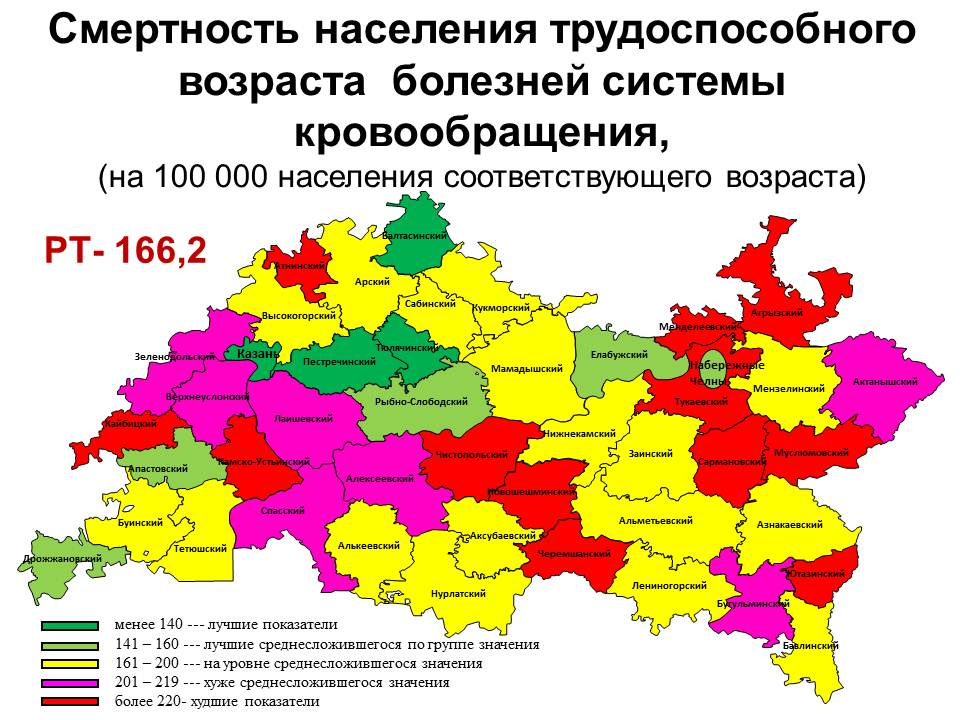 Смертность населения трудоспособного
возраста болезней системы
кровообращения,
(на 100 000 населения соответствующего возраста)
РТ- 166,2
Балтасинский
Атнинский
Арский
Сабинский
Кукморский
Высокогорский
Агрызский
Менделеевский
Зеленодольский
Казань
Пестречинский
Тюлячинский
Елабужский
Мамадышский
Набережные
Челны
Мензелинский
Актанышский
Верхнеуслонский
Рыбно-Слободский
Тукаевский
Лаишевский
Кайбицкий
Нижнекамский
Чистопольский
Заинский
Муслюмовский
Сармановский
Апастовский
Камско-Устьинский
Алексеевский
Новошешминский
Спасский
Буинский
Альметьевский
Азнакаевский
Аксубаевский
Тетюшский
Алькеевский
Черемшанский
Дрожжановский
Ютазинский
Лениногорский
Нурлатский
Бугульминский
Бавлинский
менее 140 --- лучшие показатели
141 – 160 --- лучшие среднесложившегося по группе значения
161 – 200 --- на уровне среднесложившегося значения
201 – 219 --- хуже среднесложившегося значения
более 220- худшие показатели